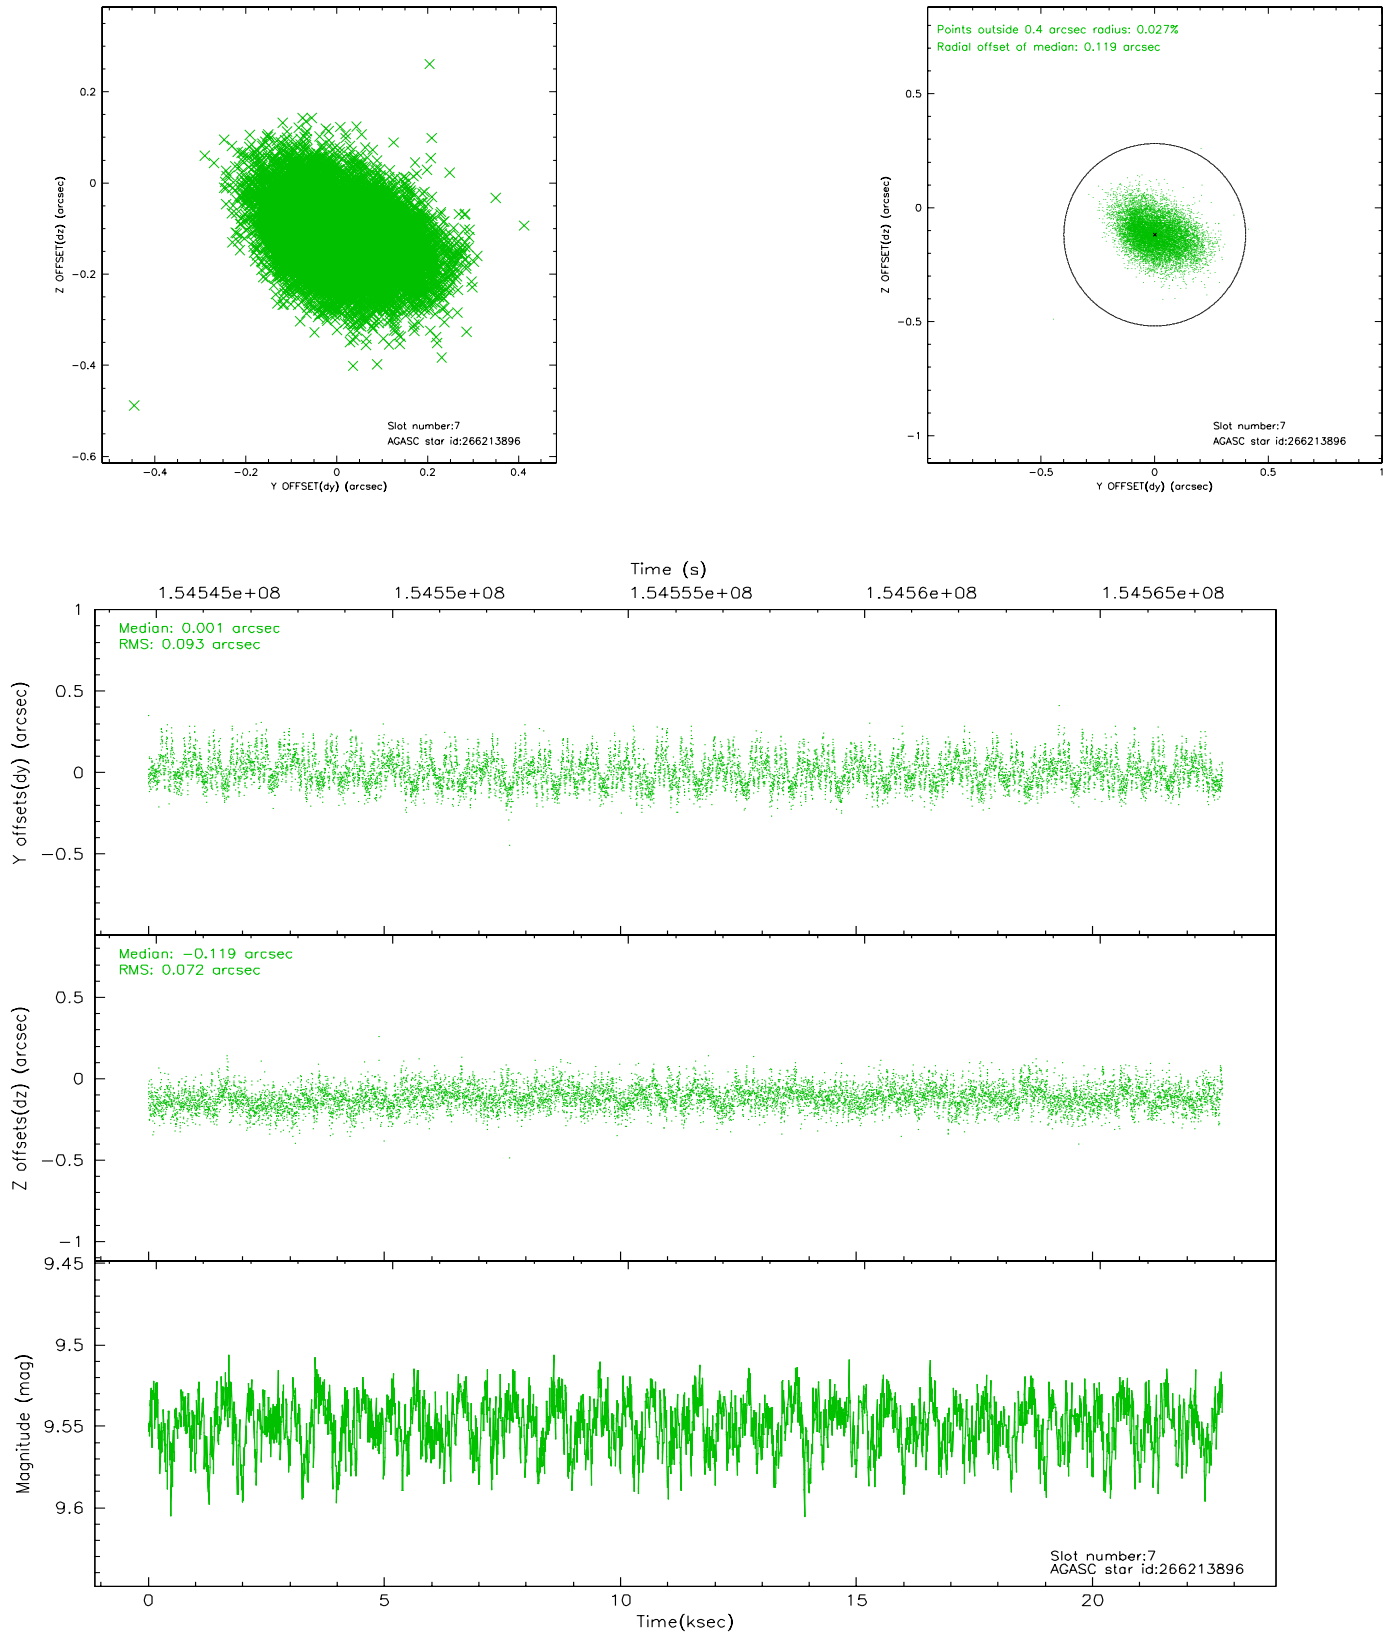 0.2
0
−0.2
−0.4
−0.6
Z OFFSET(dz) (arcsec)
Slot number:7
AGASC star id:266213896
−0.4 −0.2 0 0.2 0.4
Y OFFSET(dy) (arcsec)
Points outside 0.4 arcsec radius: 0.027%
Radial offset of median: 0.119 arcsec
0.5
0
−0.5
−1
Z OFFSET(dz) (arcsec)
Slot number:7
AGASC star id:266213896
−0.5 0 0.5 1
Y OFFSET(dy) (arcsec)
Time (s)
1.54545e+08 1.5455e+08 1.54555e+08 1.5456e+08 1.54565e+08
Median: 0.001 arcsec
RMS: 0.093 arcsec
1
0.5
0
−0.5
Y offsets(dy) (arcsec)
Median: −0.119 arcsec
RMS: 0.072 arcsec
0.5
0
−0.5
−1
Z offsets(dz) (arcsec)
9.45
9.5
9.55
9.6
Magnitude (mag)
Slot number:7
AGASC star id:266213896
0 5 10 15 20
Time(ksec)